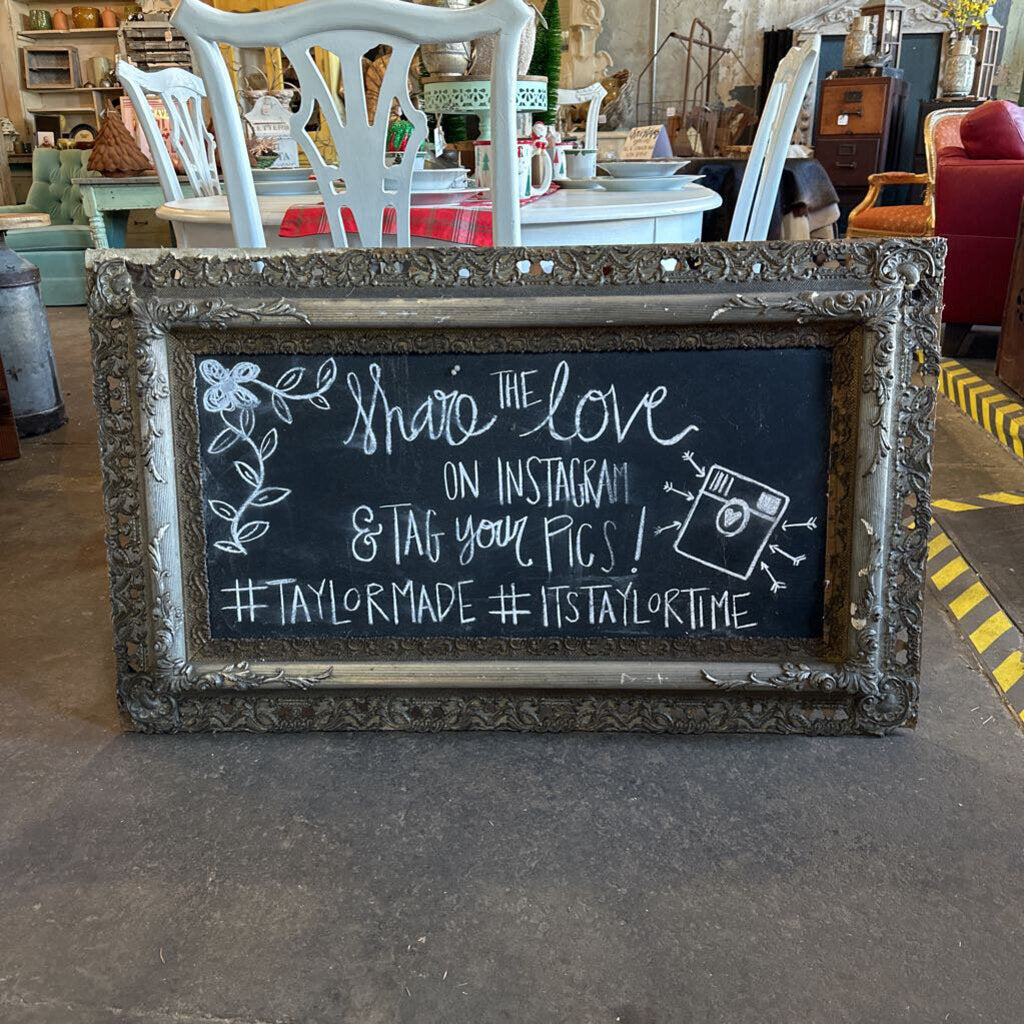 Share THE love
ON INSTAGRAM
& TAG your PICS!
#TAYLORMADE #ITSTAYLORTIME